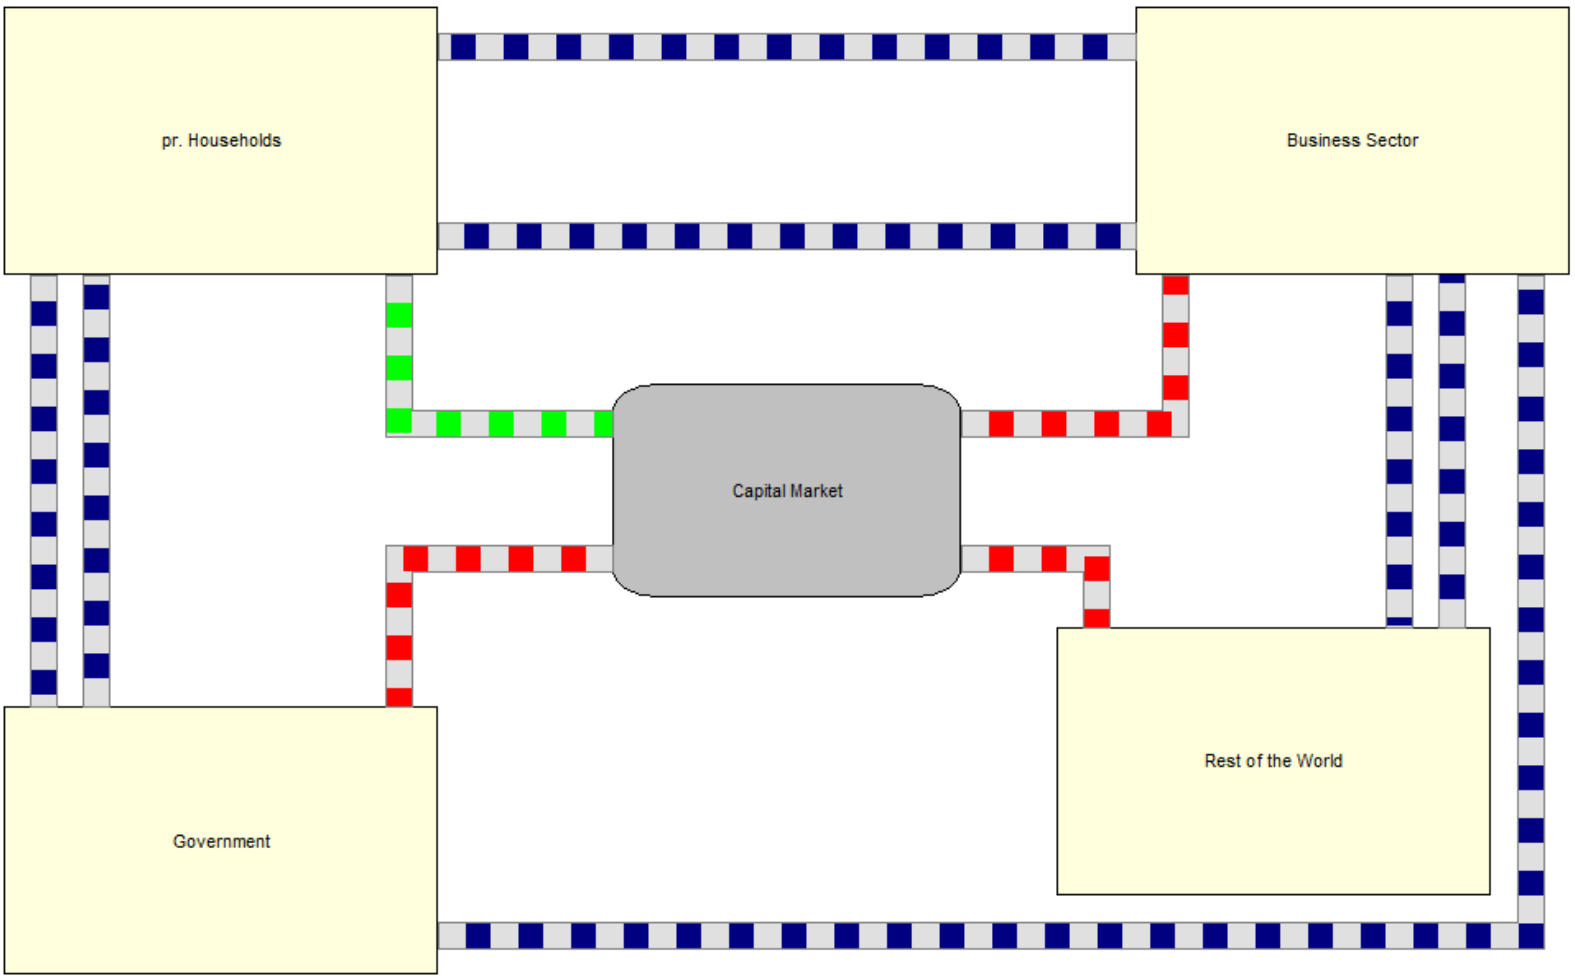 pr. Households
Business Sector
Capital Market
Rest of the World
Government